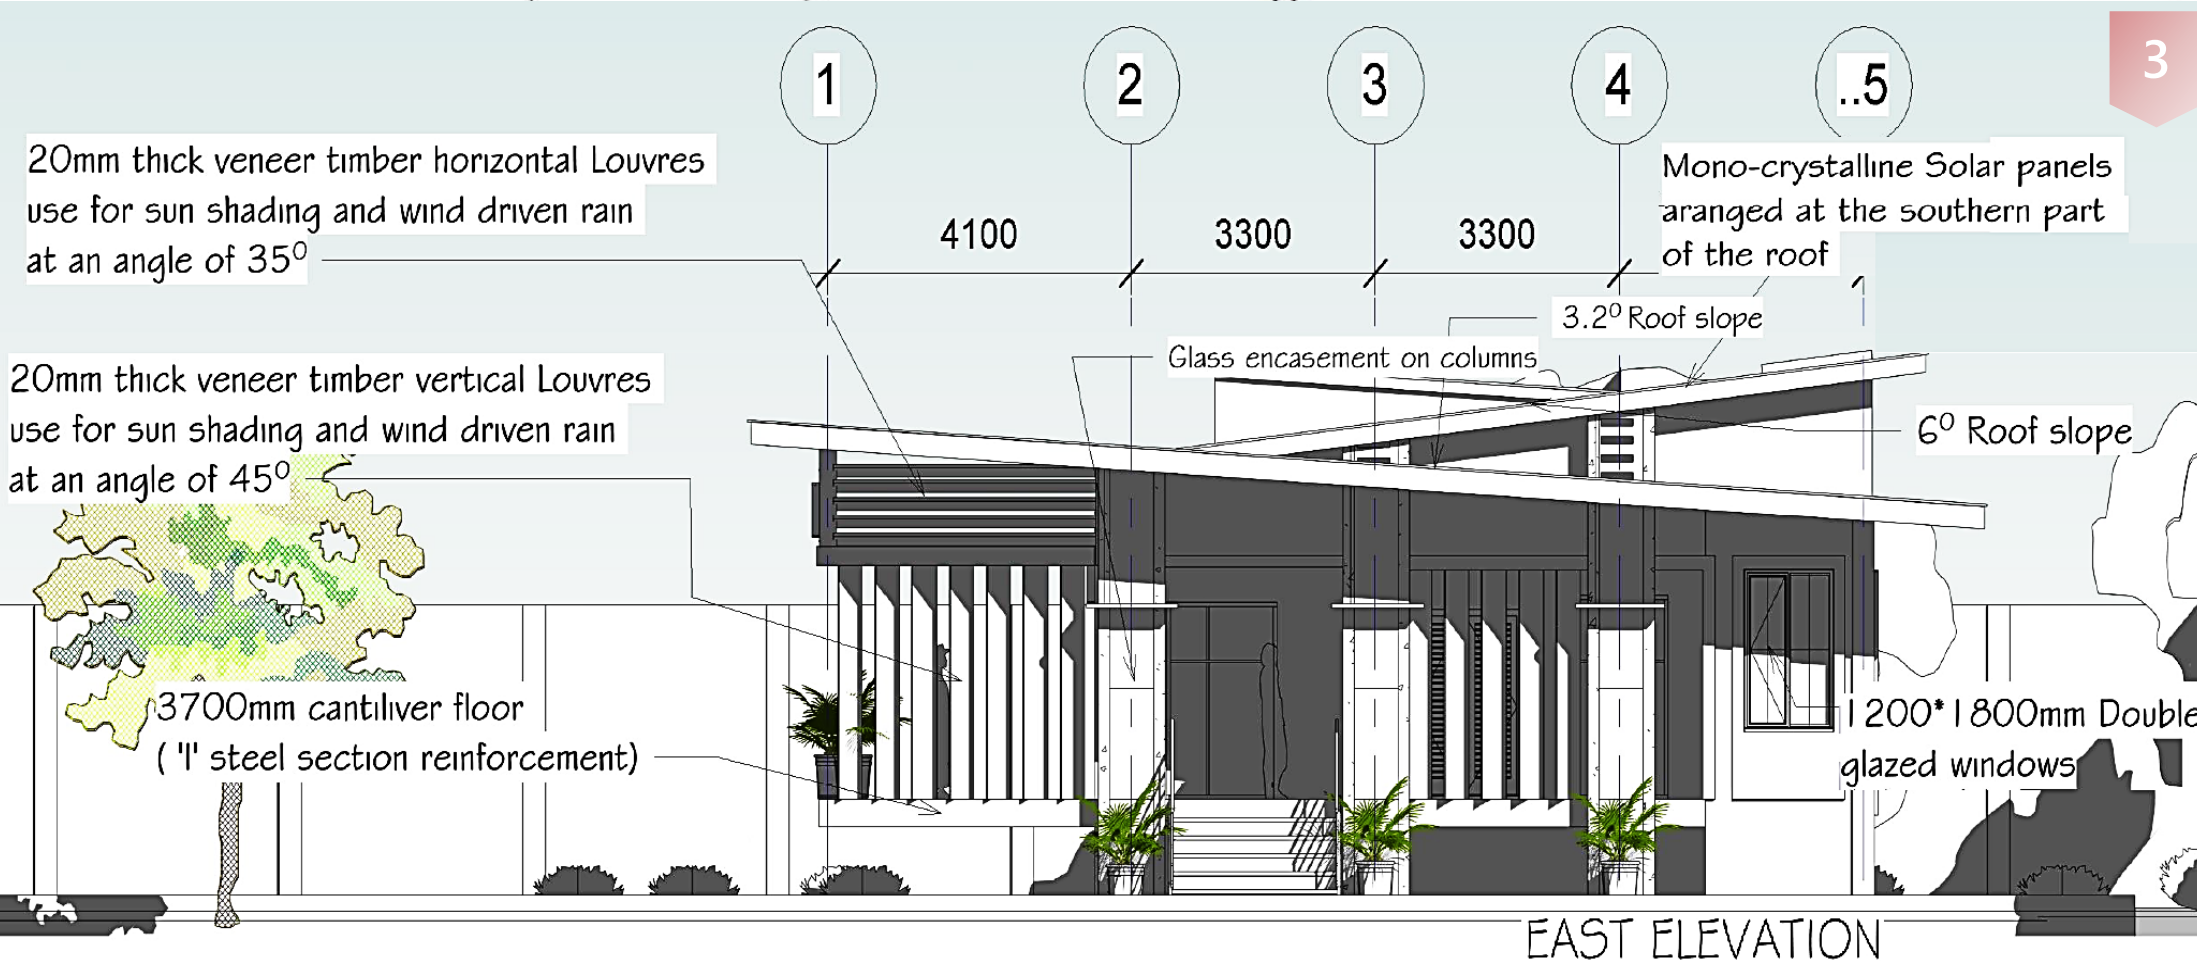 3
1
2
3
4
..5
4100
3300
3300
20mm thick veneer timber horizontal Louvres
use for sun shading and wind driven rain
at an angle of 35⁰
Mono-crystalline Solar panels
aranged at the southern part
of the roof
3.2⁰ Roof slope
Glass encasement on columns
20mm thick veneer timber vertical Louvres
use for sun shading and wind driven rain
at an angle of 45⁰
6⁰ Roof slope
3700mm cantiliver floor
( 'I' steel section reinforcement)
1200*1800mm Double
glazed windows
EAST ELEVATION